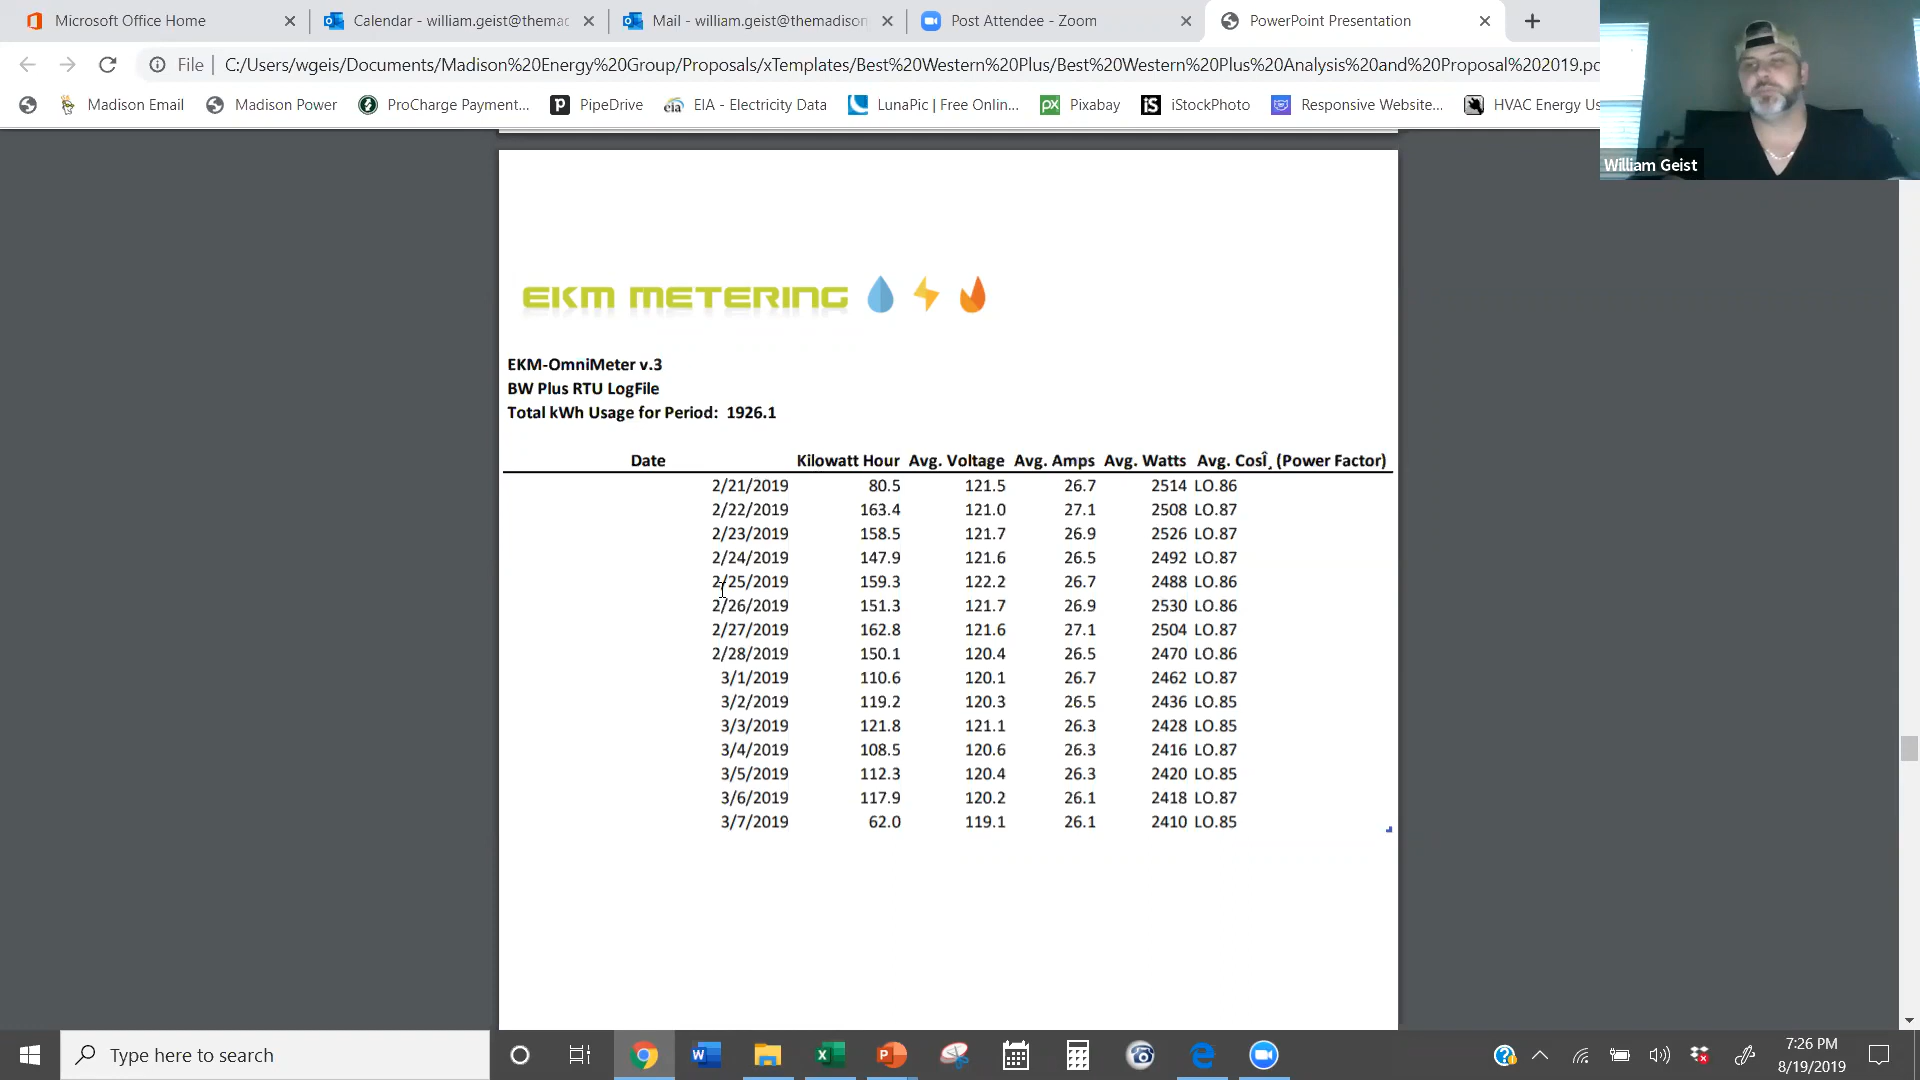 Microsoft Office Home
Calendar - william.geist@themac
Mail - william.geist@themadison
Post Attendee - Zoom
PowerPoint Presentation
File
C:/Users/wgeis/Documents/Madison%20Energy%20Group/Proposals/xTemplates/Best%20Western%20Plus/Best%20Western%20Plus%20Analysis%20and%20Proposal%202019.pc
Madison Email
Madison Power
ProCharge Payment...
PipeDrive
EIA - Electricity Data
LunaPic | Free Onlin...
Pixabay
iStockPhoto
Responsive Website...
HVAC Energy Us
William Geist
EKM METERING
EKM-OmniMeter v.3
BW Plus RTU LogFile
Total kWh Usage for Period: 1926.1
Date Kilowatt Hour Avg. Voltage Avg. Amps Avg. Watts Avg. CosÎ¸ (Power Factor)
2/21/2019 80.5 121.5 26.7 2514 LO.86
2/22/2019 163.4 121.0 27.1 2508 LO.87
2/23/2019 158.5 121.7 26.9 2526 LO.87
2/24/2019 147.9 121.6 26.5 2492 LO.87
2/25/2019 159.3 122.2 26.7 2488 LO.86
2/26/2019 151.3 121.7 26.9 2530 LO.86
2/27/2019 162.8 121.6 27.1 2504 LO.87
2/28/2019 150.1 120.4 26.5 2470 LO.86
3/1/2019 110.6 120.1 26.7 2462 LO.87
3/2/2019 119.2 120.3 26.5 2436 LO.85
3/3/2019 121.8 121.1 26.3 2428 LO.85
3/4/2019 108.5 120.6 26.3 2416 LO.87
3/5/2019 112.3 120.4 26.3 2420 LO.85
3/6/2019 117.9 120.2 26.1 2418 LO.87
3/7/2019 62.0 119.1 26.1 2410 LO.85
Type here to search
7:26 PM
8/19/2019